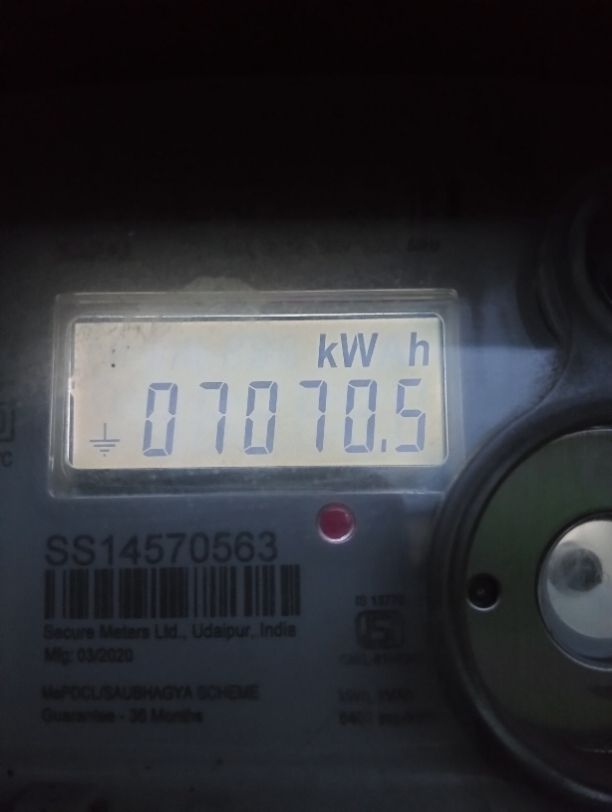 kW h
07070.5
SS14570563
Secure Meters Ltd., Udaipur, India
Mfg: 03/2020
MePDCL/SAUBHAGYA SCHEME
Guarantee - 36 Months